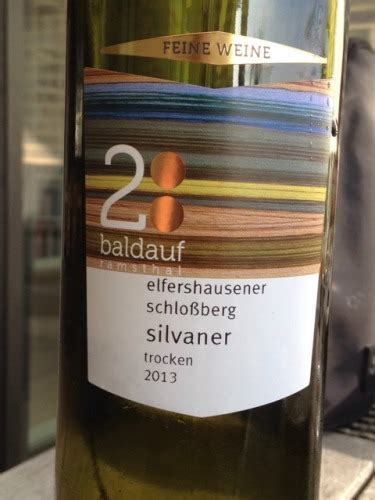 FEINE WEINE
2
baldauf
ramsthal
elfershausener
schloßberg
silvaner
trocken
2013